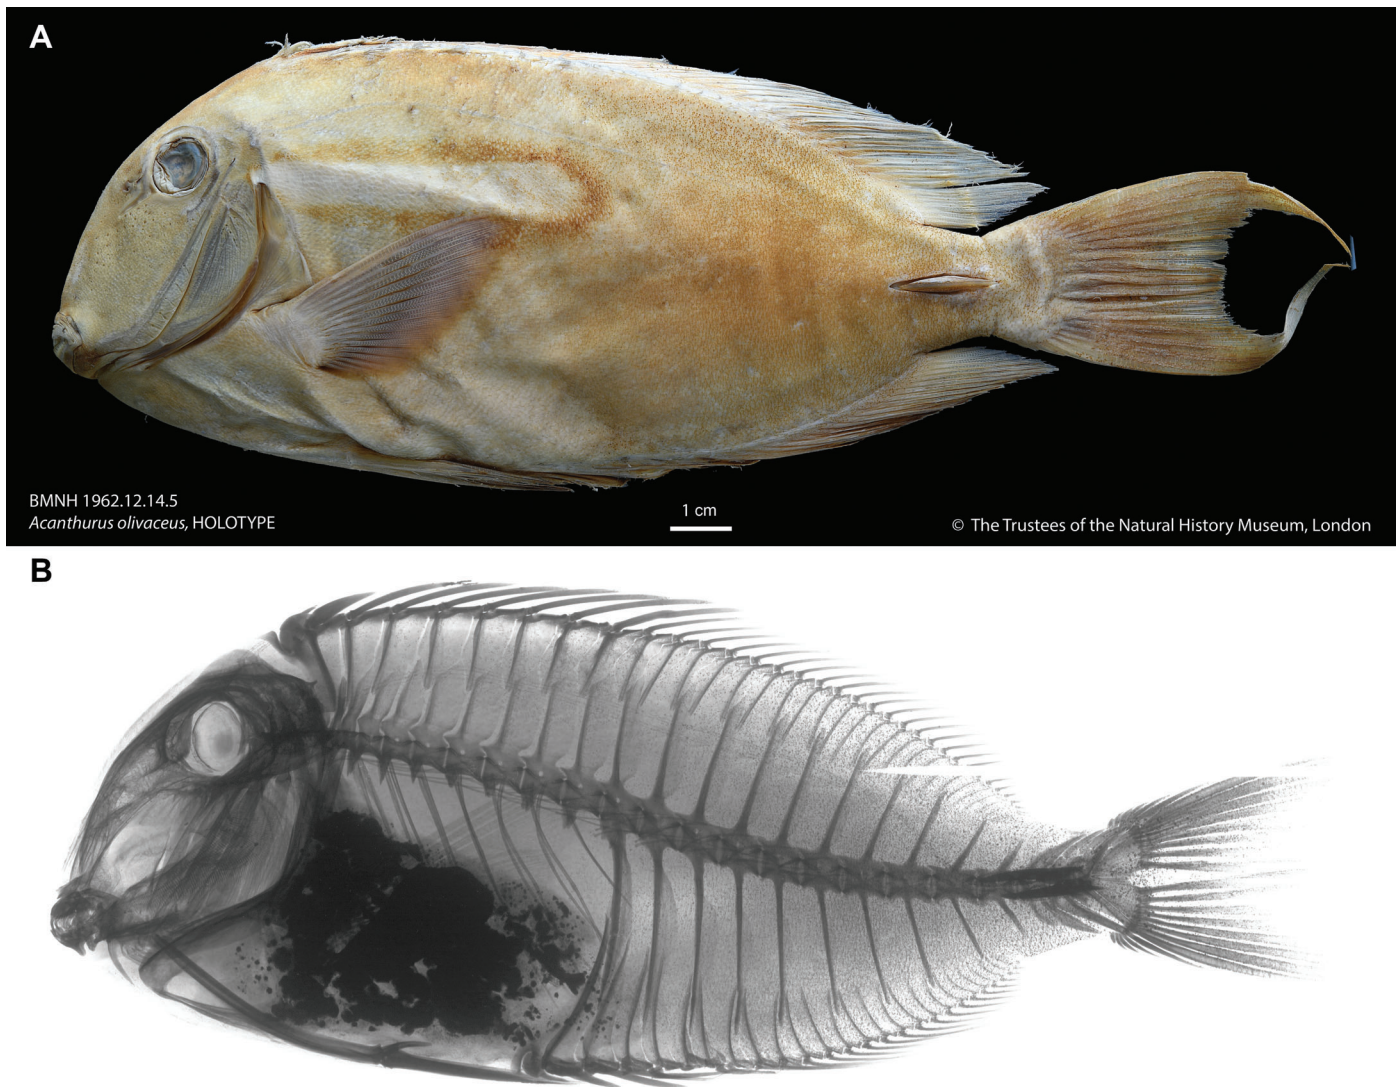 A
BMNH 1962.12.14.5
Acanthurus olivaceus, HOLOTYPE
1 cm
© The Trustees of the Natural History Museum, London
B